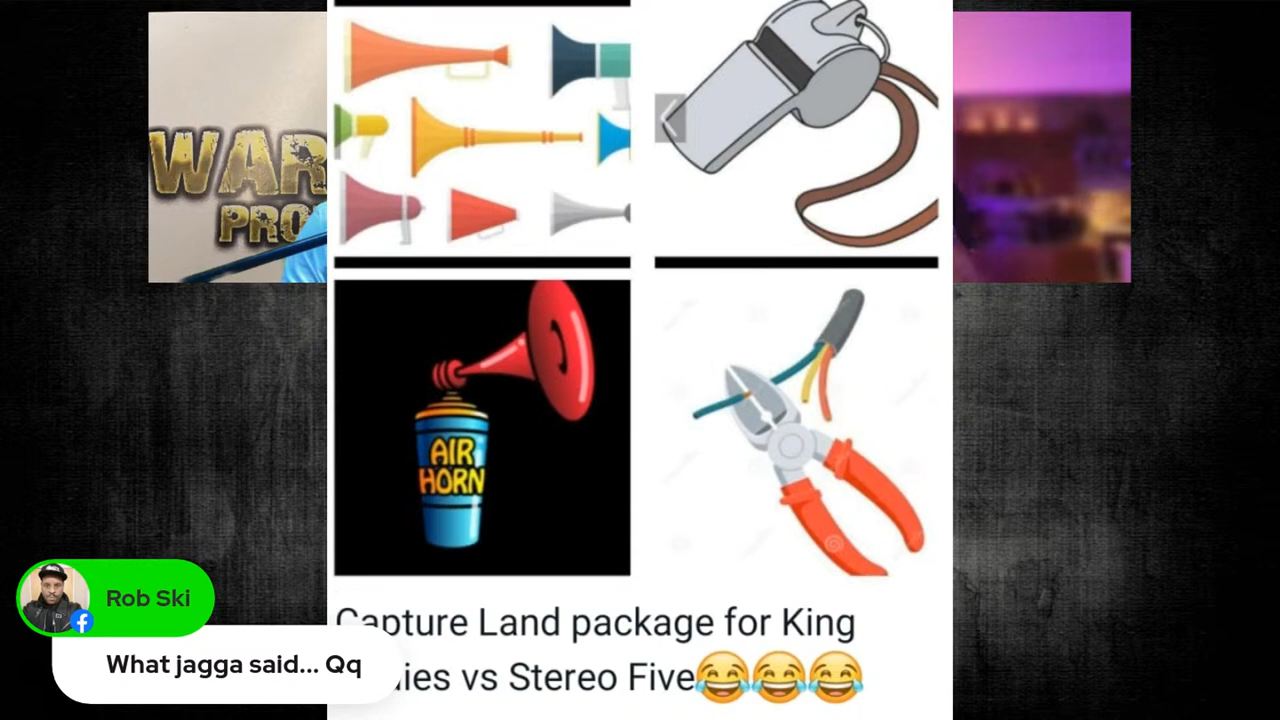 WAR
PRO
AIR
HORN
Capture Land package for King
vs Stereo Five😂😂😂
Rob Ski
What jagga said... Qq